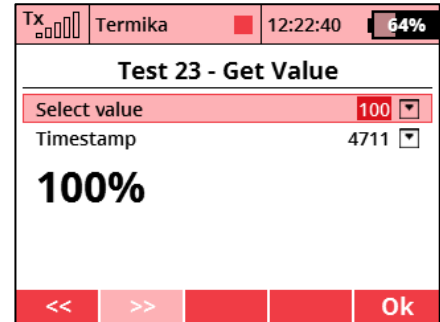 Tx Termika 12:22:40 64%
Test 23 - Get Value
Select value 100
Timestamp 4711
100%
<< >> Ok